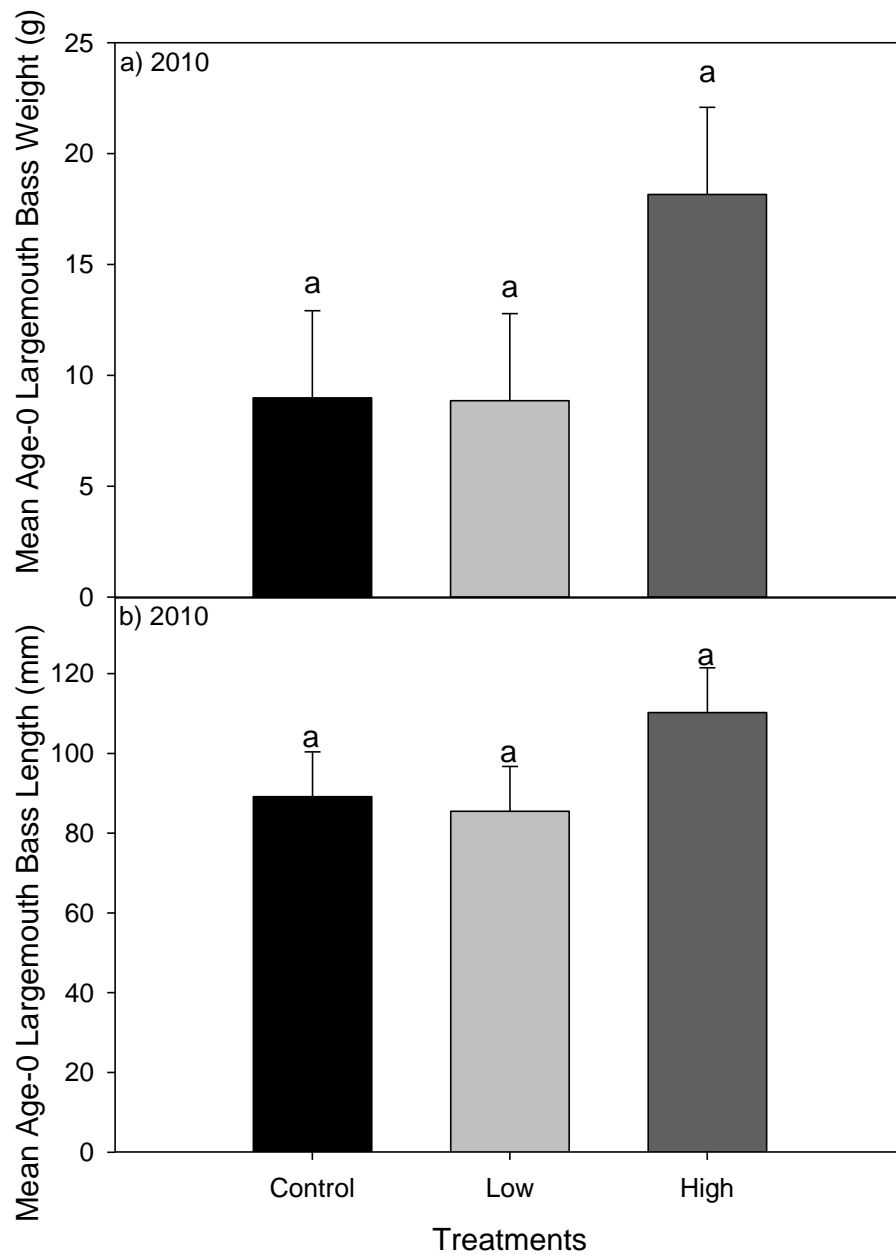 Mean Age-0 Largemouth Bass Weight (g)
25
20
15
10
5
0
a) 2010
a
a
a
Mean Age-0 Largemouth Bass Length (mm)
120
100
80
60
40
20
0
b) 2010
a
a
a
Control
Low
High
Treatments